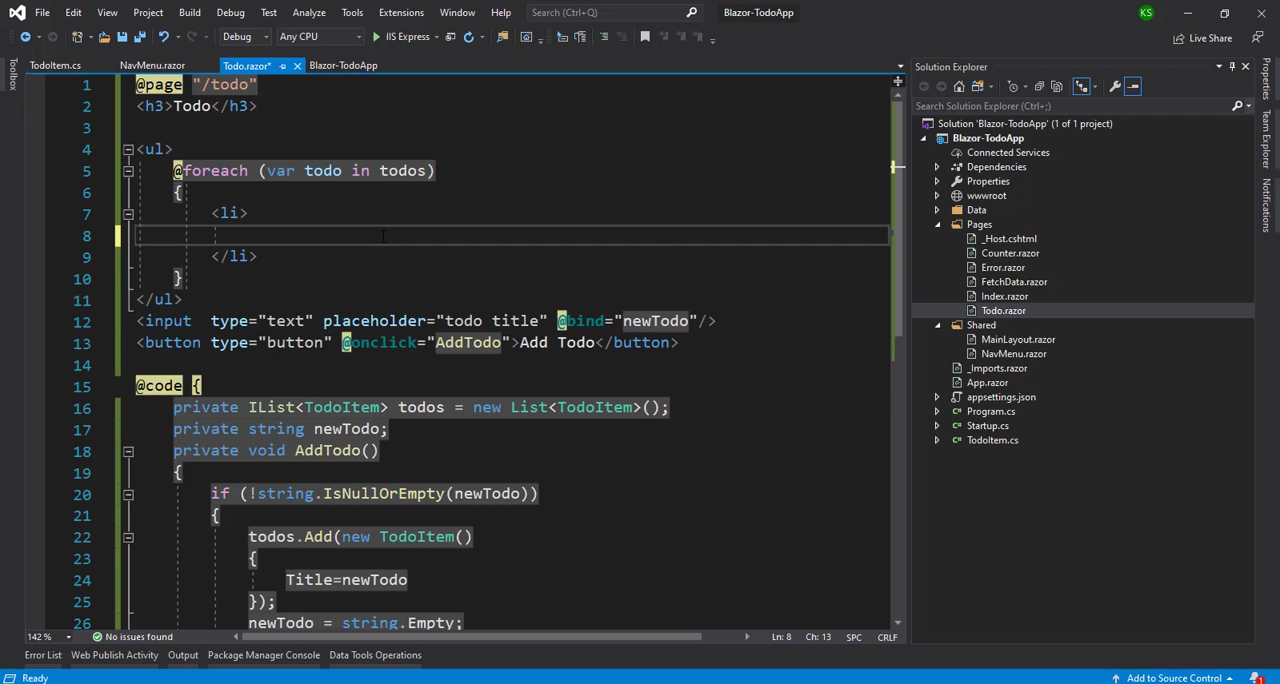 File Edit View Project Build Debug Test Analyze Tools Extensions Window Help Search (Ctrl+Q) Blazor-TodoApp KS
Debug Any CPU IIS Express Live Share
TodoItem.cs NavMenu.razor Todo.razor* Blazor-TodoApp
Toolbox
1 @page "/todo"
2 <h3>Todo</h3>
3
4 <ul>
5 @foreach (var todo in todos)
6 {
7 <li>
8
9 </li>
10 }
11 </ul>
12 <input type="text" placeholder="todo title" @bind="newTodo"/>
13 <button type="button" @onclick="AddTodo">Add Todo</button>
14
15 @code {
16 private IList<TodoItem> todos = new List<TodoItem>();
17 private string newTodo;
18 private void AddTodo()
19 {
20 if (!string.IsNullOrEmpty(newTodo))
21 {
22 todos.Add(new TodoItem()
23 {
24 Title=newTodo
25 });
26 newTodo = string.Empty;
142 % No issues found Ln: 8 Ch: 13 SPC CRLF
Error List Web Publish Activity Output Package Manager Console Data Tools Operations
Ready Add to Source Control 1
Solution Explorer
Search Solution Explorer (Ctrl+;)
Solution 'Blazor-TodoApp' (1 of 1 project)
Blazor-TodoApp
Connected Services
Dependencies
Properties
wwwroot
Data
Pages
_Host.cshtml
Counter.razor
Error.razor
FetchData.razor
Index.razor
Todo.razor
Shared
MainLayout.razor
NavMenu.razor
_Imports.razor
App.razor
appsettings.json
Program.cs
Startup.cs
TodoItem.cs
Properties
Team Explorer
Notifications